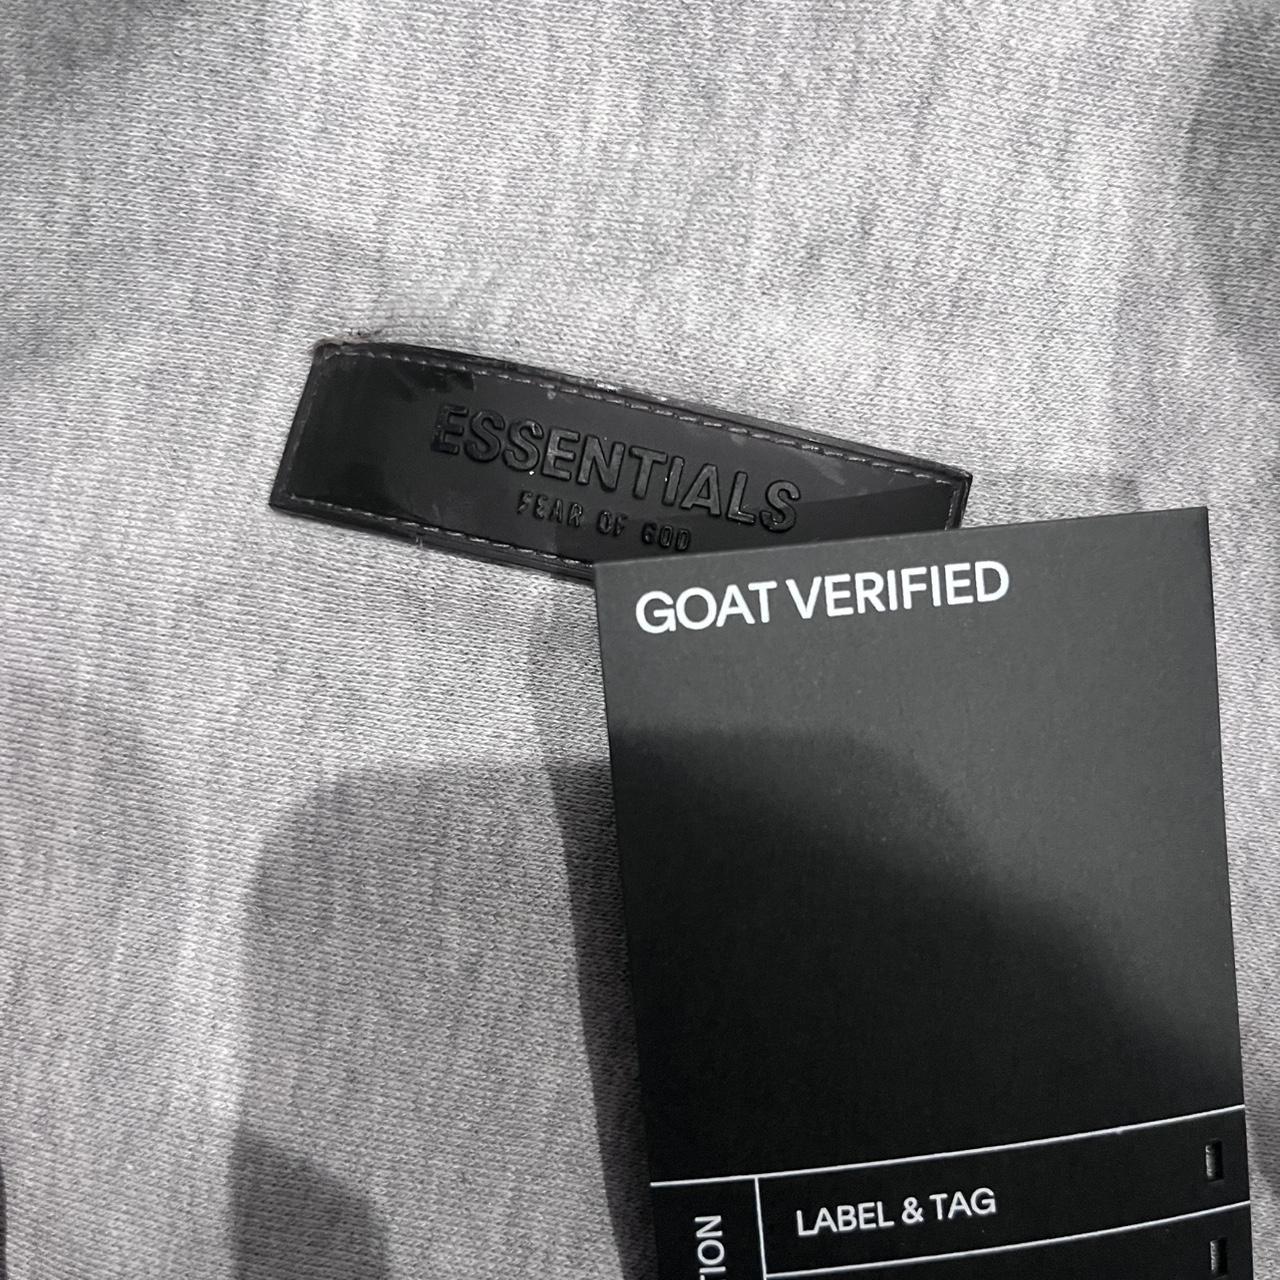 ESSENTIALS
FEAR OF GOD
GOAT VERIFIED
LABEL & TAG